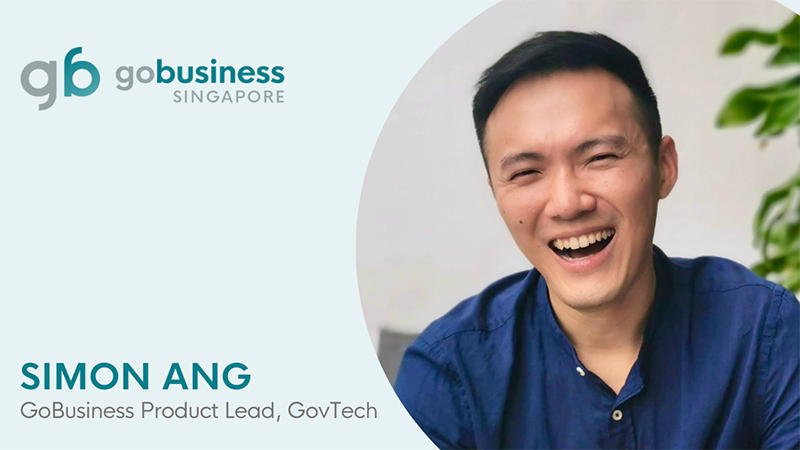 gb gobusiness
SINGAPORE
SIMON ANG
GoBusiness Product Lead, GovTech